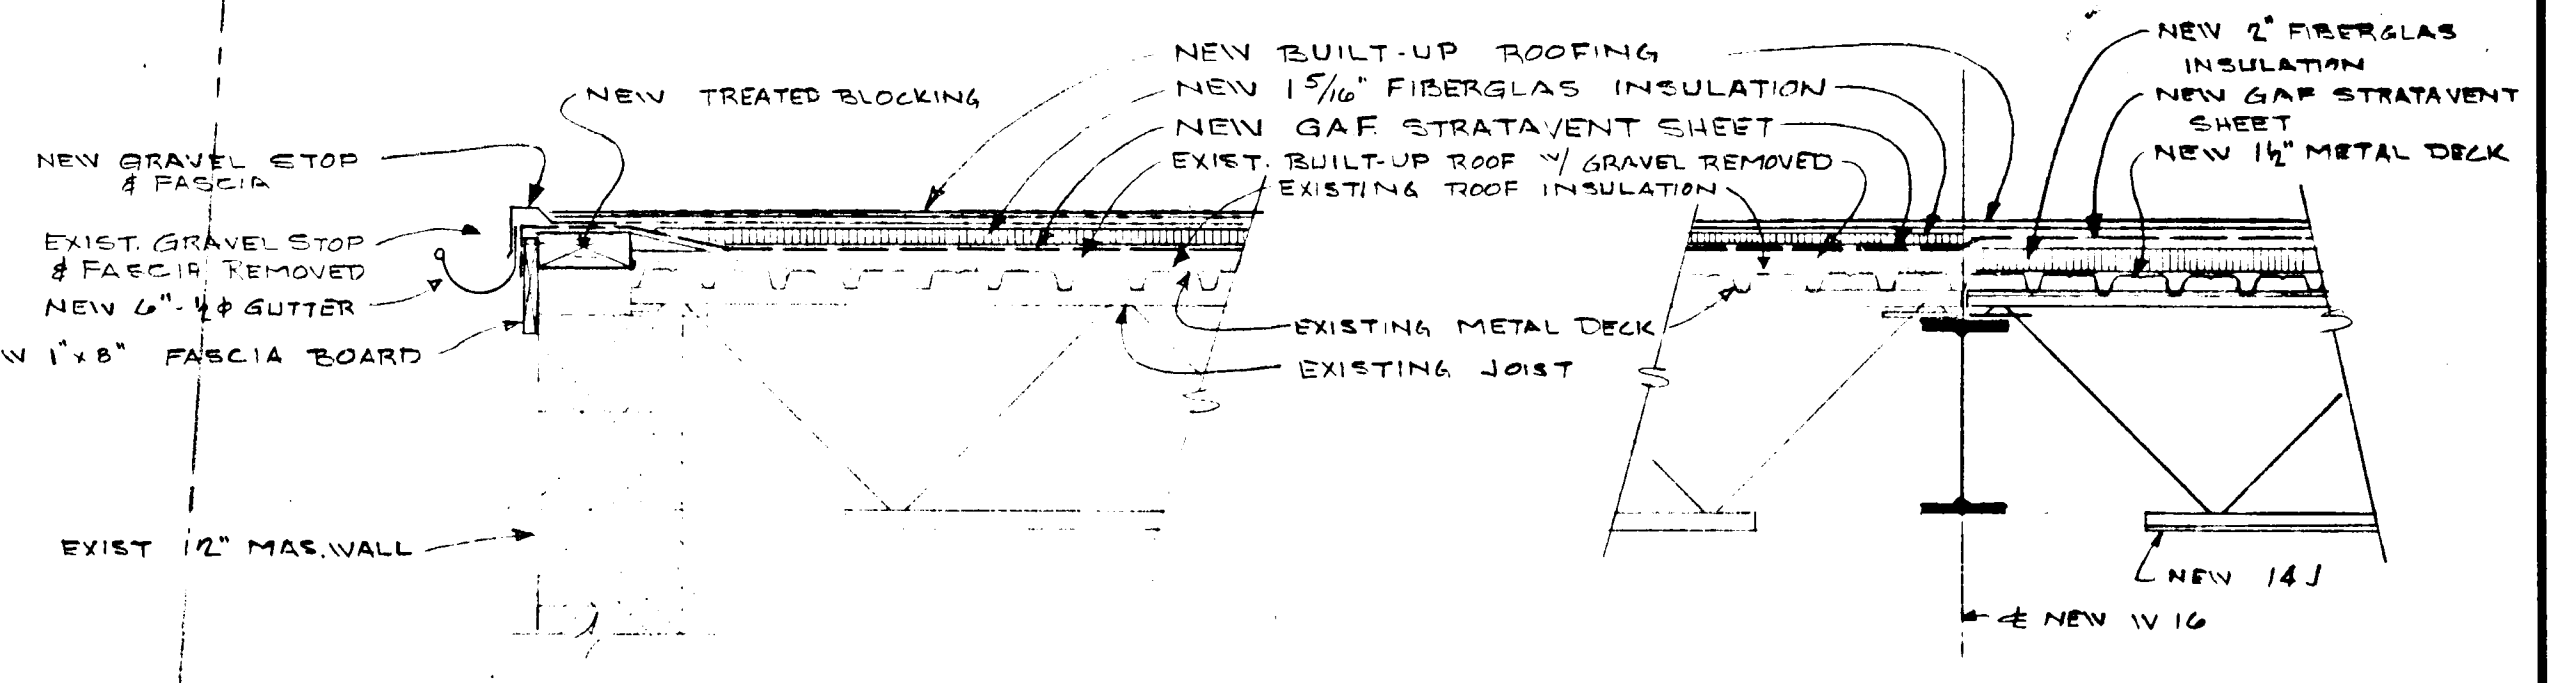 NEW TREATED BLOCKING
NEW GRAVEL STOP
& FASCIA
EXIST. GRAVEL STOP
& FASCIA REMOVED
NEW 6"-½ φ GUTTER
W 1"x8" FASCIA BOARD
EXIST 12" MAS. WALL
NEW BUILT-UP ROOFING
NEW 1 5/16" FIBERGLAS INSULATION
NEW GAF STRATAVENT SHEET
EXIST. BUILT-UP ROOF W/ GRAVEL REMOVED
EXISTING ROOF INSULATION
EXISTING METAL DECK
EXISTING JOIST
NEW 2" FIBERGLAS
INSULATION
NEW GAF STRATAVENT
SHEET
NEW 1½" METAL DECK
NEW 14 J
℄ NEW W 16